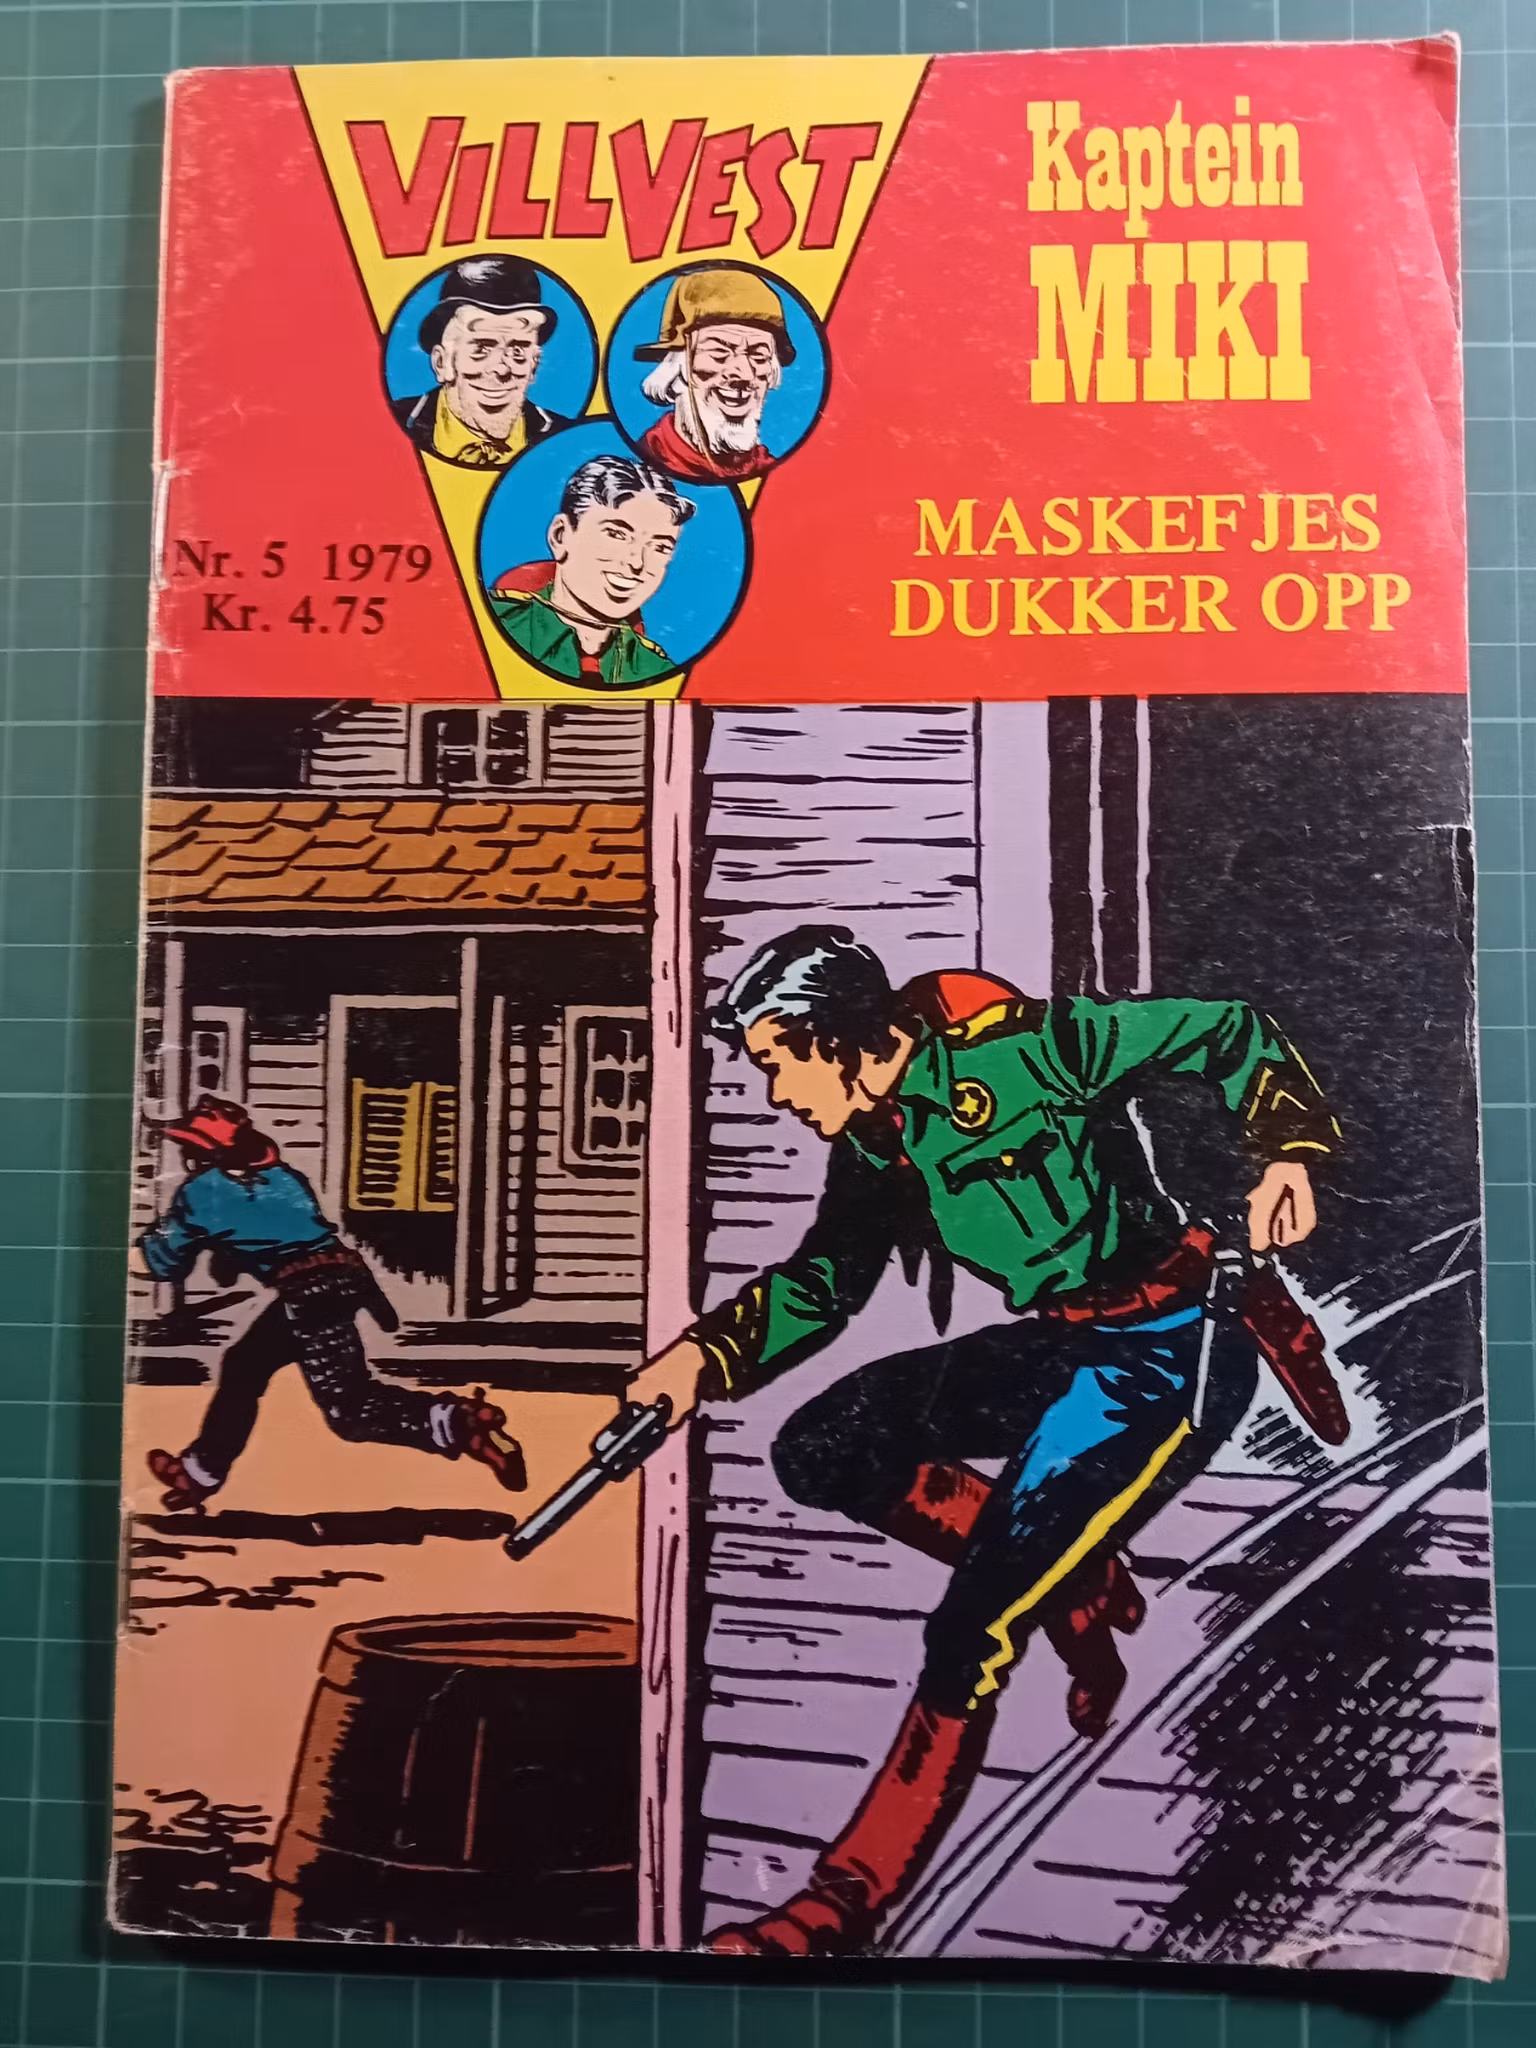 VILLVEST
Kaptein
MIKI
MASKEFJES
DUKKER OPP
Nr. 5 1979
Kr. 4.75